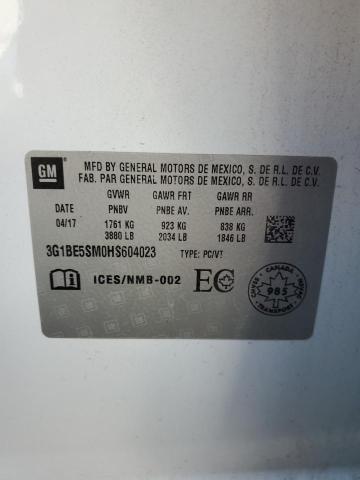 GM
MFD BY GENERAL MOTORS DE MEXICO, S. DE R.L. DE C.V.
FAB. PAR GENERAL MOTORS DE MEXICO, S. DE R.L. DE C.V.
GVWR GAWR FRT GAWR RR
DATE PNBV PNBE AV. PNBE ARR.
04/17 1761 KG 923 KG 838 KG
3880 LB 2034 LB 1846 LB
3G1BE5SM0HS604023 TYPE: PC/VT
ICES/NMB-002 EC
CANADA
985
TRANSPORT